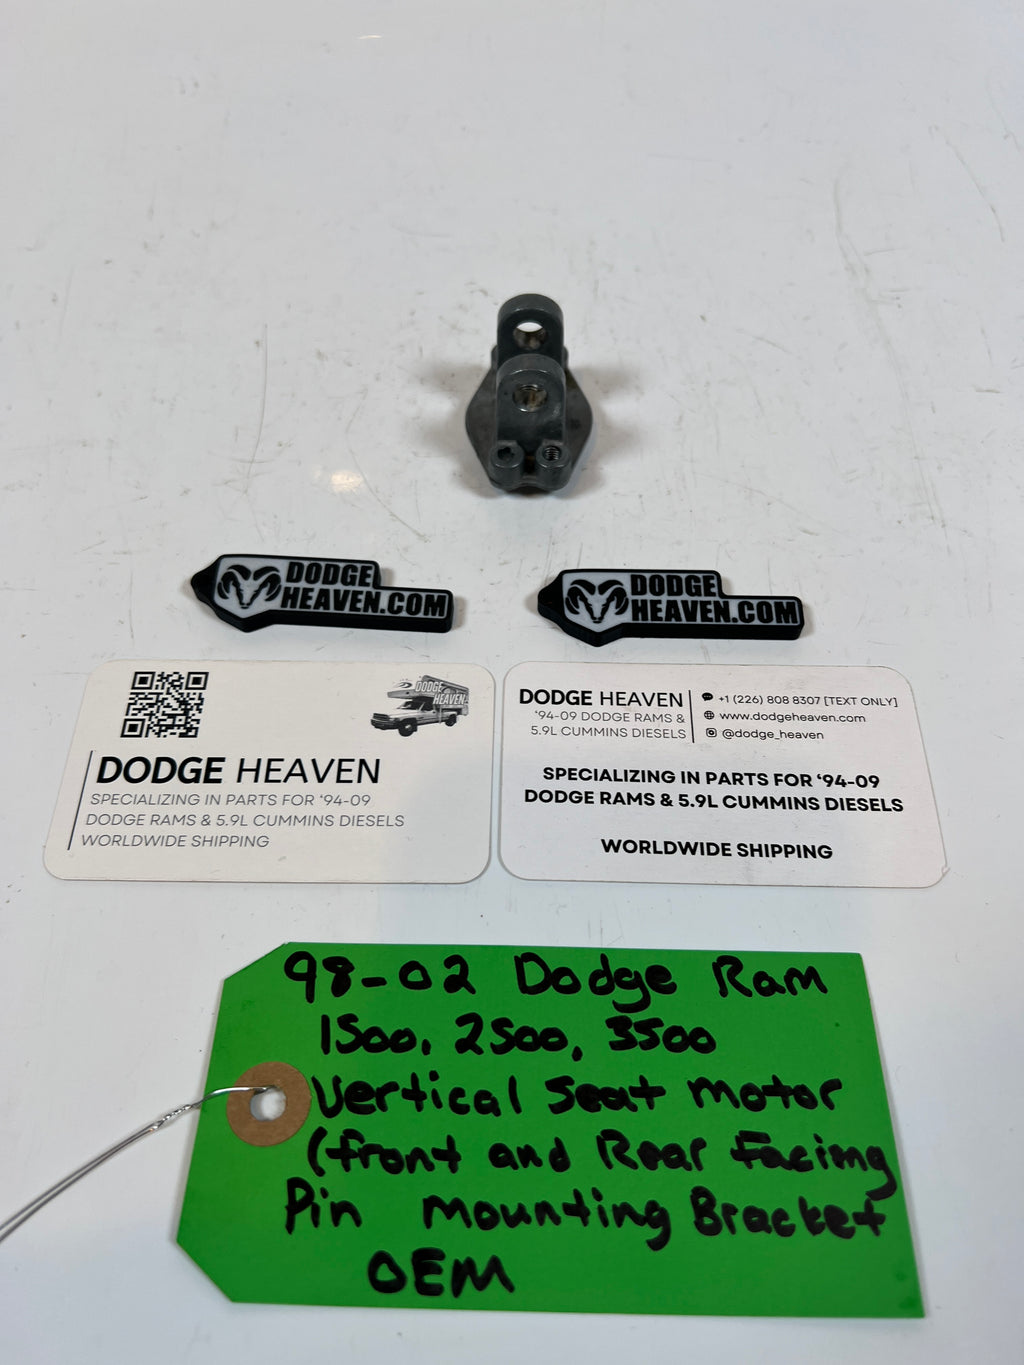 DODGE
HEAVEN.COM
DODGE
HEAVEN.COM
DODGE
HEAVEN
DODGE HEAVEN
SPECIALIZING IN PARTS FOR ‘94-09
DODGE RAMS & 5.9L CUMMINS DIESELS
WORLDWIDE SHIPPING
DODGE HEAVEN
‘94-09 DODGE RAMS &
5.9L CUMMINS DIESELS
+1 (226) 808 8307 [TEXT ONLY]
www.dodgeheaven.com
@dodge_heaven
SPECIALIZING IN PARTS FOR ‘94-09
DODGE RAMS & 5.9L CUMMINS DIESELS
WORLDWIDE SHIPPING
98-02 Dodge Ram
1500, 2500, 3500
Vertical Seat Motor
(front and Rear Facing
Pin Mounting Bracket
OEM